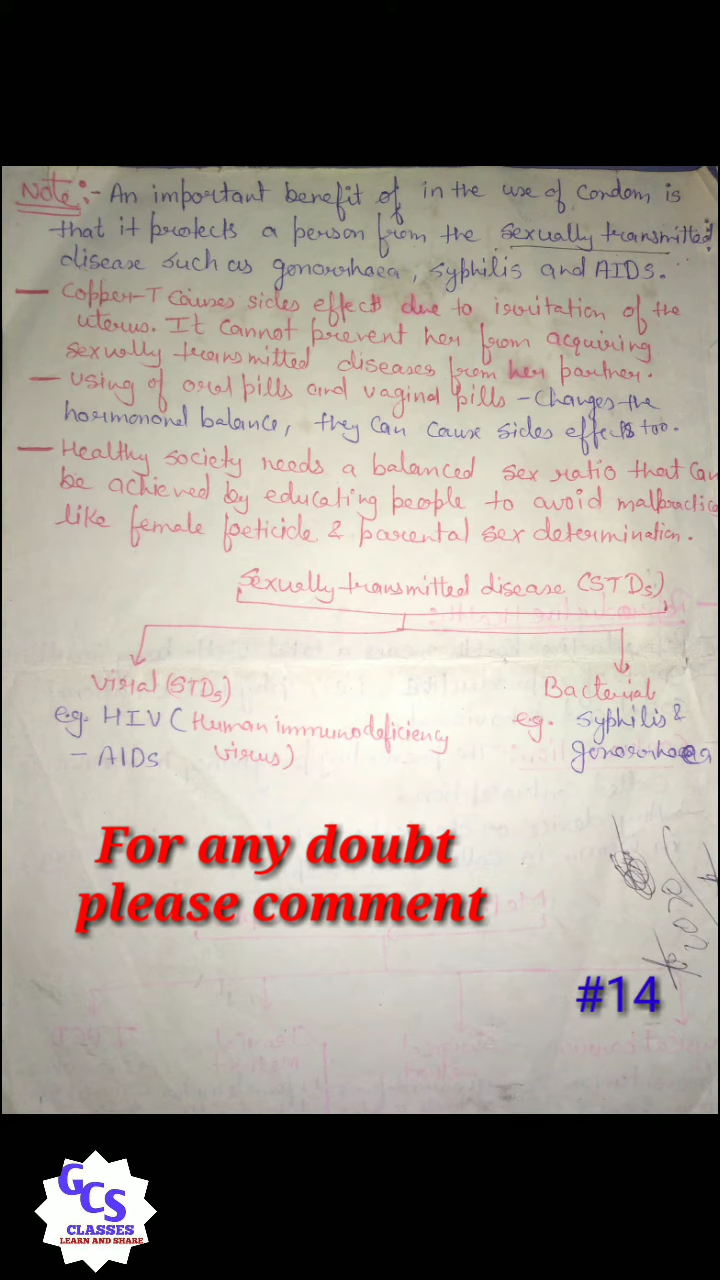 Note:- An important benefit of in the use of Condom is
that it protects a person from the sexually transmitted
disease such as gonorrhaea, syphilis and AIDS.
— Copper-T causes sides effects due to isoritation of the
uterus. It cannot prevent her from acquiring
sexually transmitted diseases from her partner.
— Using of oral pills and vaginal pills - Changes the
hormononal balance, they can cause sides effects too.
— Healthy society needs a balanced sex ratio that can
be achieved by educating people to avoid malpractice
like female foeticide & parental sex determination.
Sexually transmitted disease (STDs)
Viral (STDs)
Bacterial
e.g. HIV (Human immunodeficiency
virus)
- AIDs
e.g. Syphilis &
gonorrhoea
For any doubt
please comment
#14
GCS
CLASSES
LEARN AND SHARE